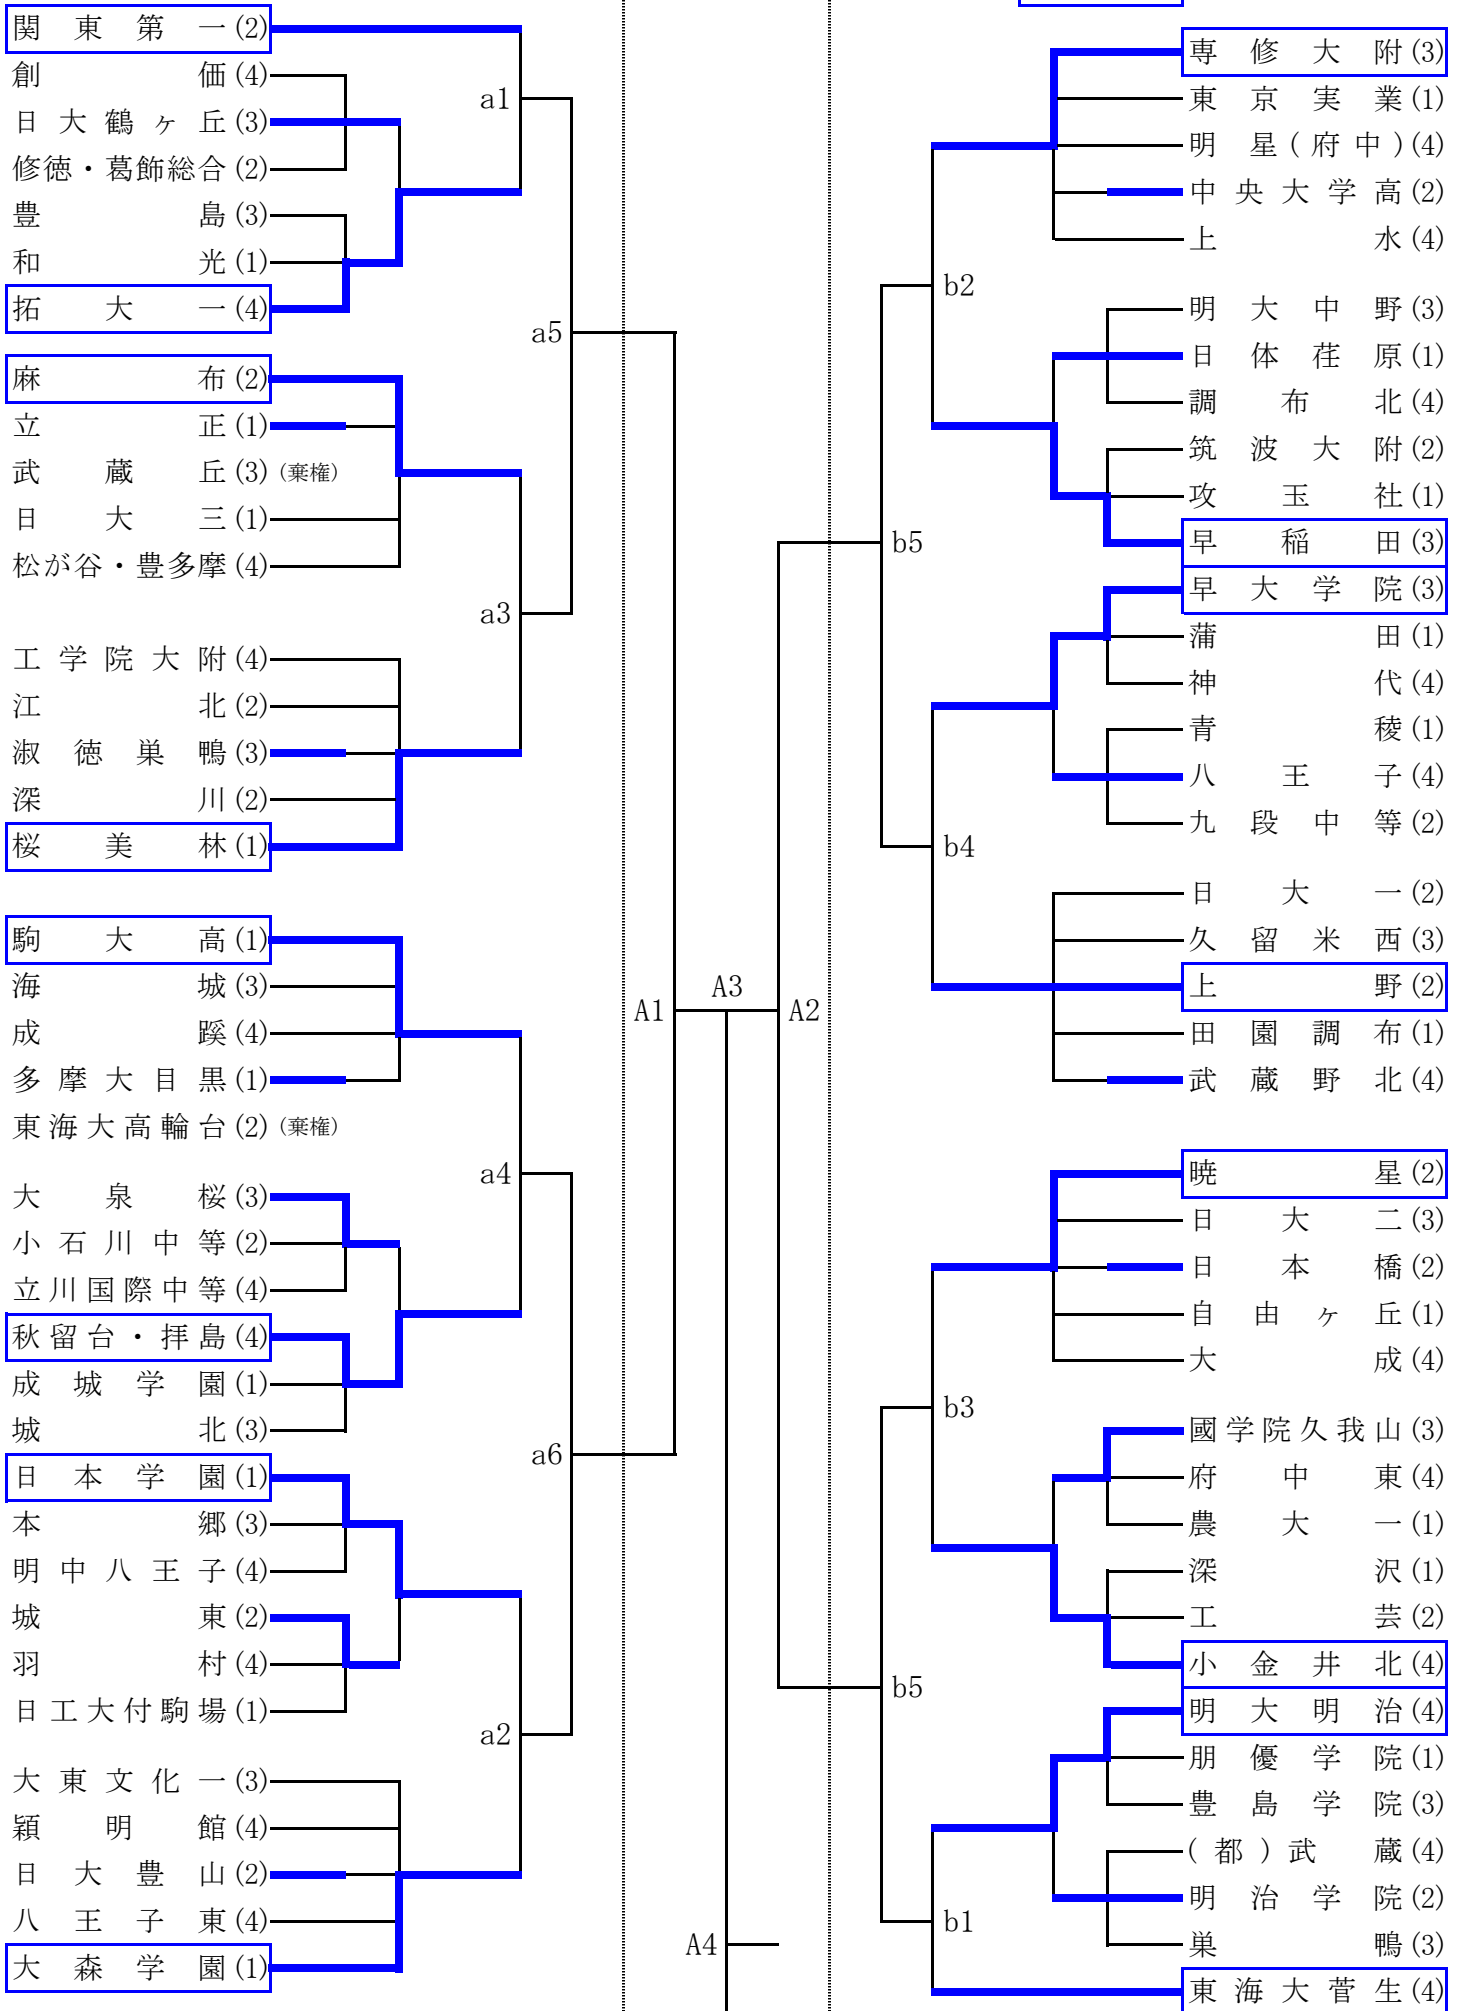 関東第一(2)
創価(4)
日大鶴ヶ丘(3)
修徳・葛飾総合(2)
豊島(3)
和光(1)
拓大一(4)
麻布(2)
立正(1)
武蔵丘(3)(棄権)
日大三(1)
松が谷・豊多摩(4)
工学院大附(4)
江北(2)
淑徳巣鴨(3)
深川(2)
桜美林(1)
駒大高(1)
海城(3)
成蹊(4)
多摩大目黒(1)
東海大高輪台(2)(棄権)
大泉桜(3)
小石川中等(2)
立川国際中等(4)
秋留台・拝島(4)
成城学園(1)
城北(3)
日本学園(1)
本郷(3)
明中八王子(4)
城東(2)
羽村(4)
日工大付駒場(1)
大東文化一(3)
穎明館(4)
日大豊山(2)
八王子東(4)
大森学園(1)
a1
a5
a3
a4
a6
a2
A1
A3
A2
A4
b2
b5
b4
b3
b5
b1
専修大附(3)
東京実業(1)
明星(府中)(4)
中央大学高(2)
上水(4)
明大中野(3)
日体荏原(1)
調布北(4)
筑波大附(2)
攻玉社(1)
早稲田(3)
早大学院(3)
蒲田(1)
神代(4)
青稜(1)
八王子(4)
九段中等(2)
日大一(2)
久留米西(3)
上野(2)
田園調布(1)
武蔵野北(4)
暁星(2)
日大二(3)
日本橋(2)
自由ヶ丘(1)
大成(4)
國学院久我山(3)
府中東(4)
農大一(1)
深沢(1)
工芸(2)
小金井北(4)
明大明治(4)
朋優学院(1)
豊島学院(3)
(都)武蔵(4)
明治学院(2)
巣鴨(3)
東海大菅生(4)